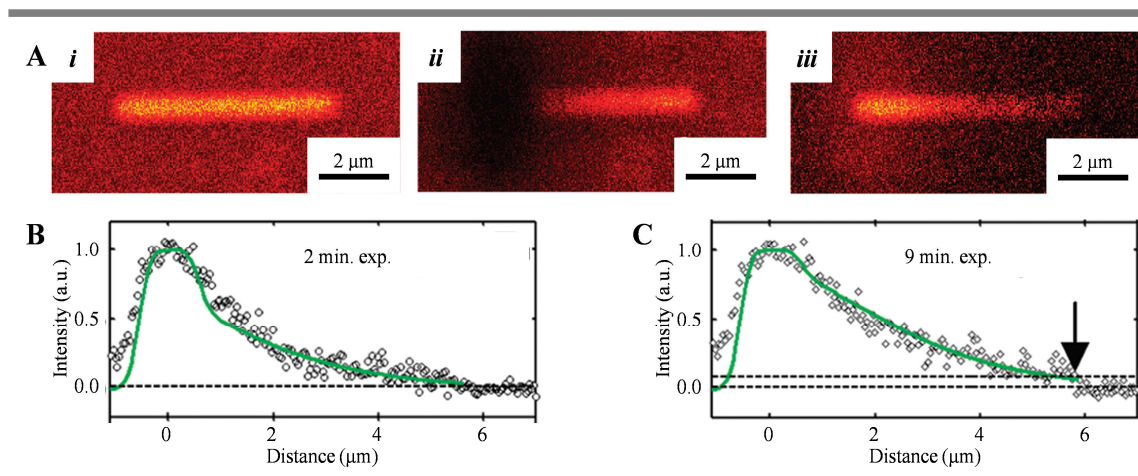 A
i
ii
iii
2 μm
2 μm
2 μm
B
2 min. exp.
Intensity (a.u.)
1.0
0.5
0.0
0
2
4
6
Distance (μm)
C
9 min. exp.
Intensity (a.u.)
1.0
0.5
0.0
0
2
4
6
Distance (μm)